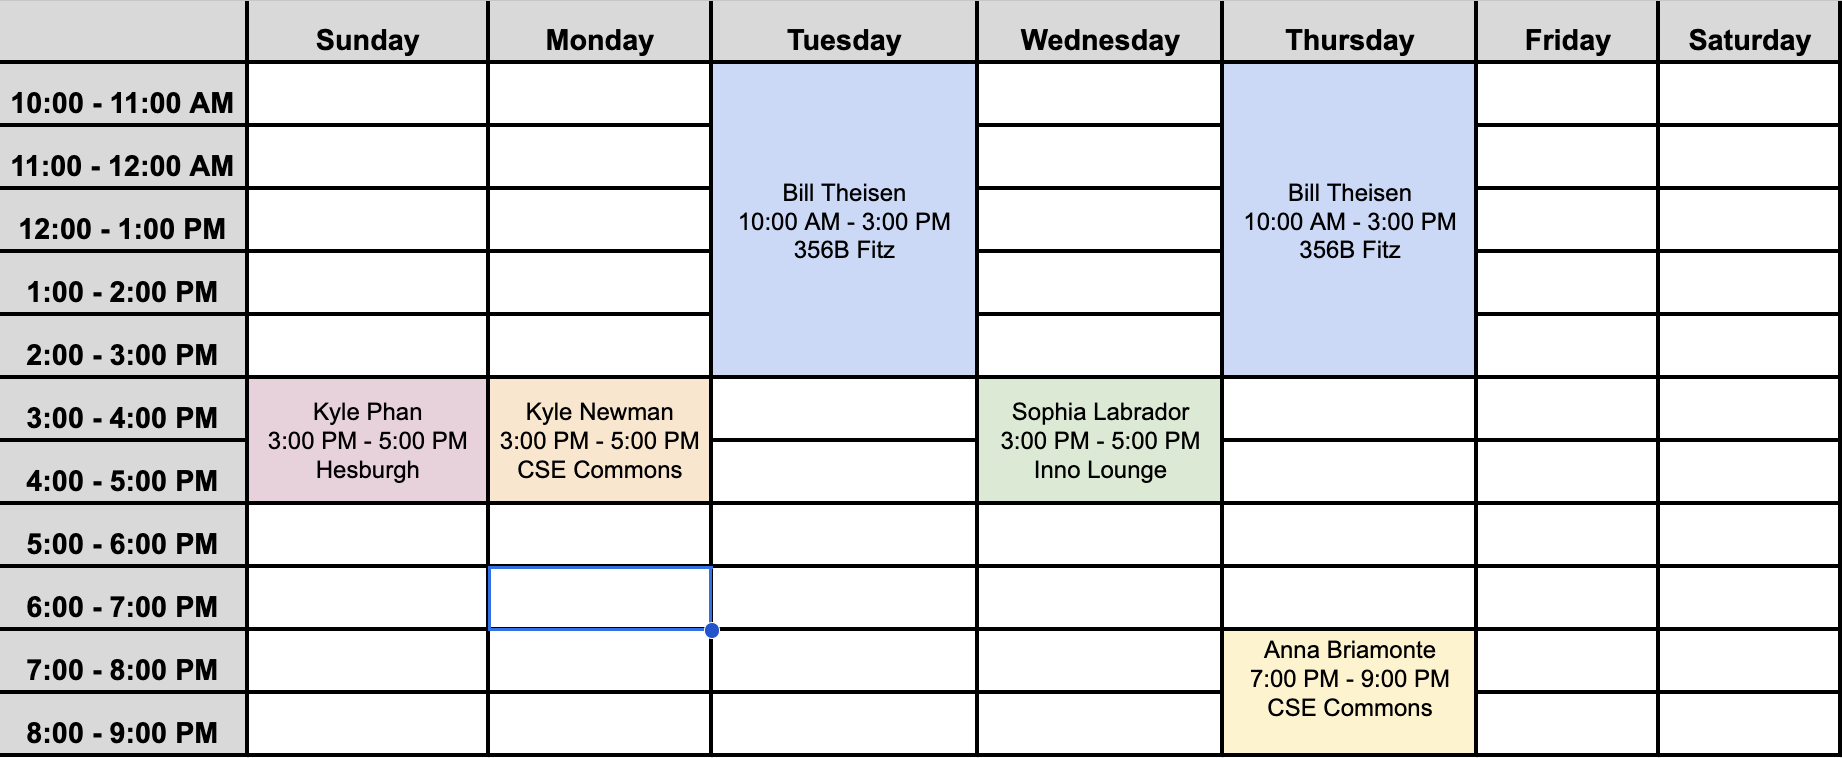 Sunday Monday Tuesday Wednesday Thursday Friday Saturday
10:00 - 11:00 AM
11:00 - 12:00 AM
12:00 - 1:00 PM
1:00 - 2:00 PM
2:00 - 3:00 PM
3:00 - 4:00 PM
4:00 - 5:00 PM
5:00 - 6:00 PM
6:00 - 7:00 PM
7:00 - 8:00 PM
8:00 - 9:00 PM
Kyle Phan
3:00 PM - 5:00 PM
Hesburgh
Kyle Newman
3:00 PM - 5:00 PM
CSE Commons
Bill Theisen
10:00 AM - 3:00 PM
356B Fitz
Sophia Labrador
3:00 PM - 5:00 PM
Inno Lounge
Bill Theisen
10:00 AM - 3:00 PM
356B Fitz
Anna Briamonte
7:00 PM - 9:00 PM
CSE Commons